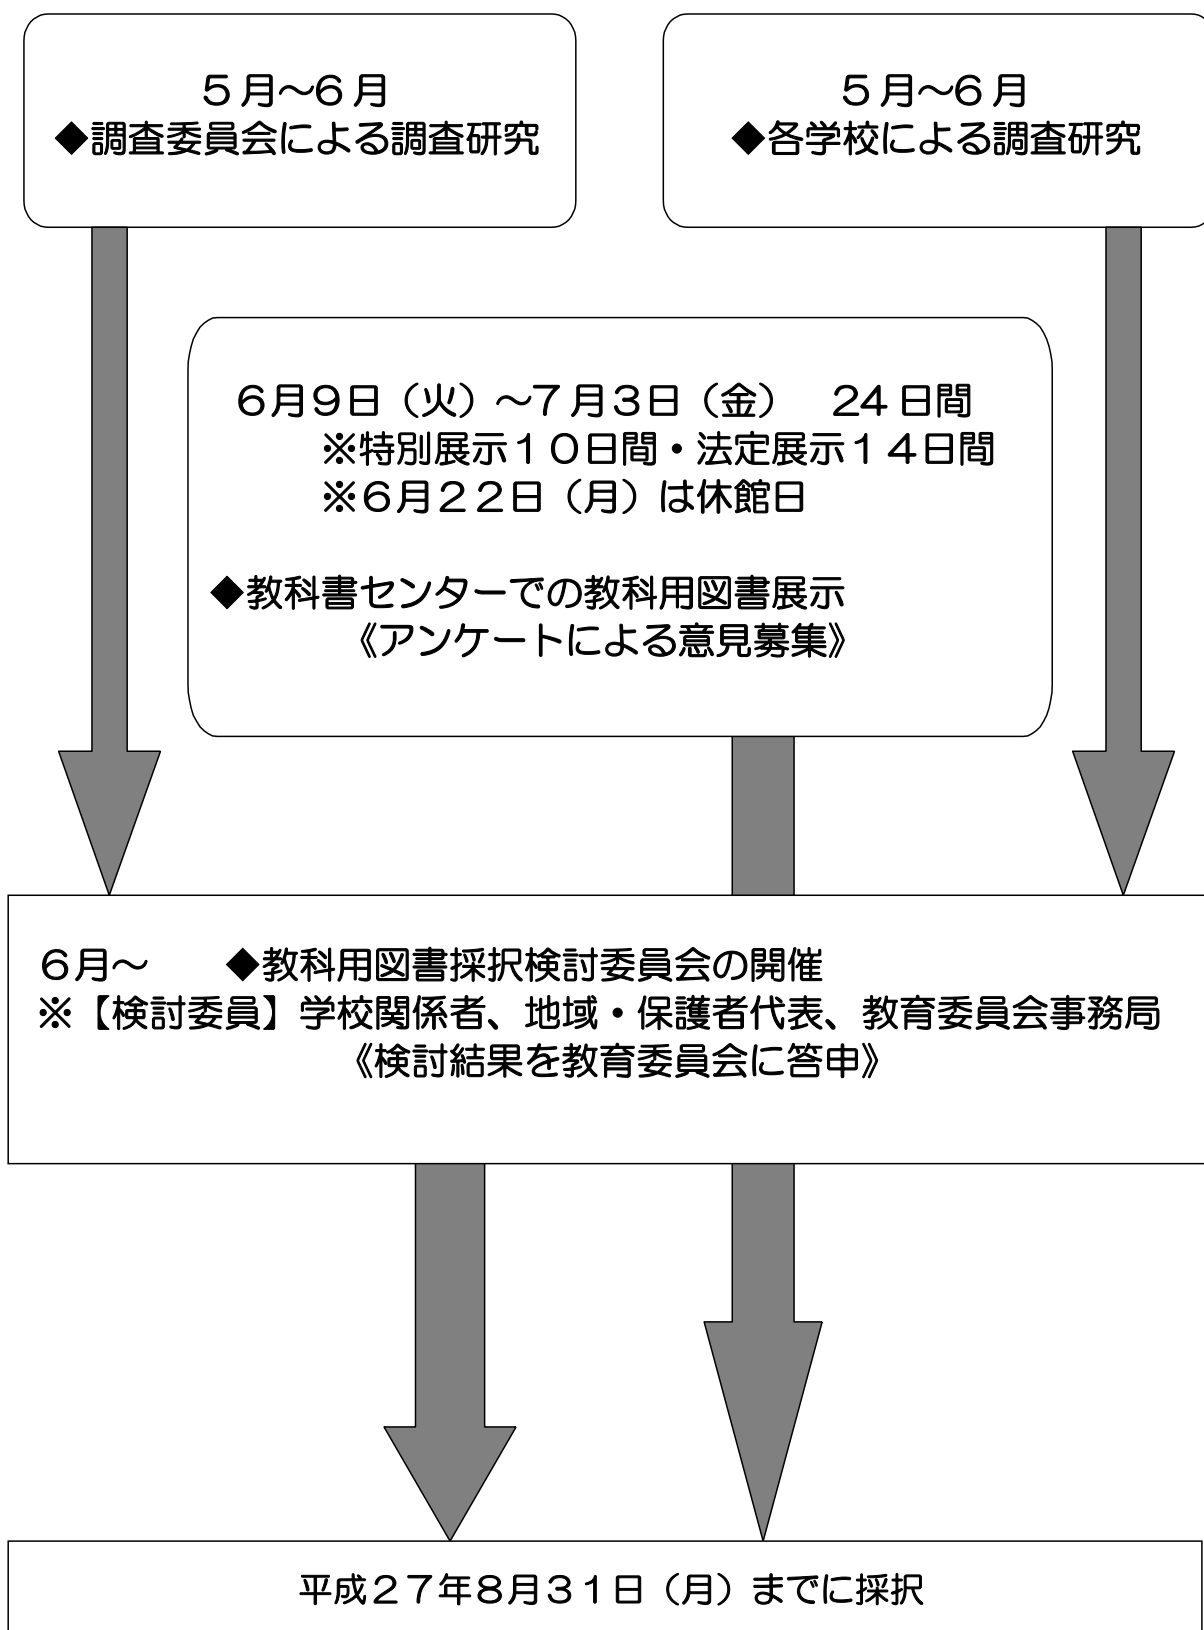 ５月～６月
◆調査委員会による調査研究
５月～６月
◆各学校による調査研究
６月９日（火）～７月３日（金）　24日間
※特別展示１０日間・法定展示１４日間
※６月２２日（月）は休館日
◆教科書センターでの教科用図書展示
《アンケートによる意見募集》
６月～　　◆教科用図書採択検討委員会の開催
※【検討委員】学校関係者、地域・保護者代表、教育委員会事務局
《検討結果を教育委員会に答申》
平成２７年８月３１日（月）までに採択